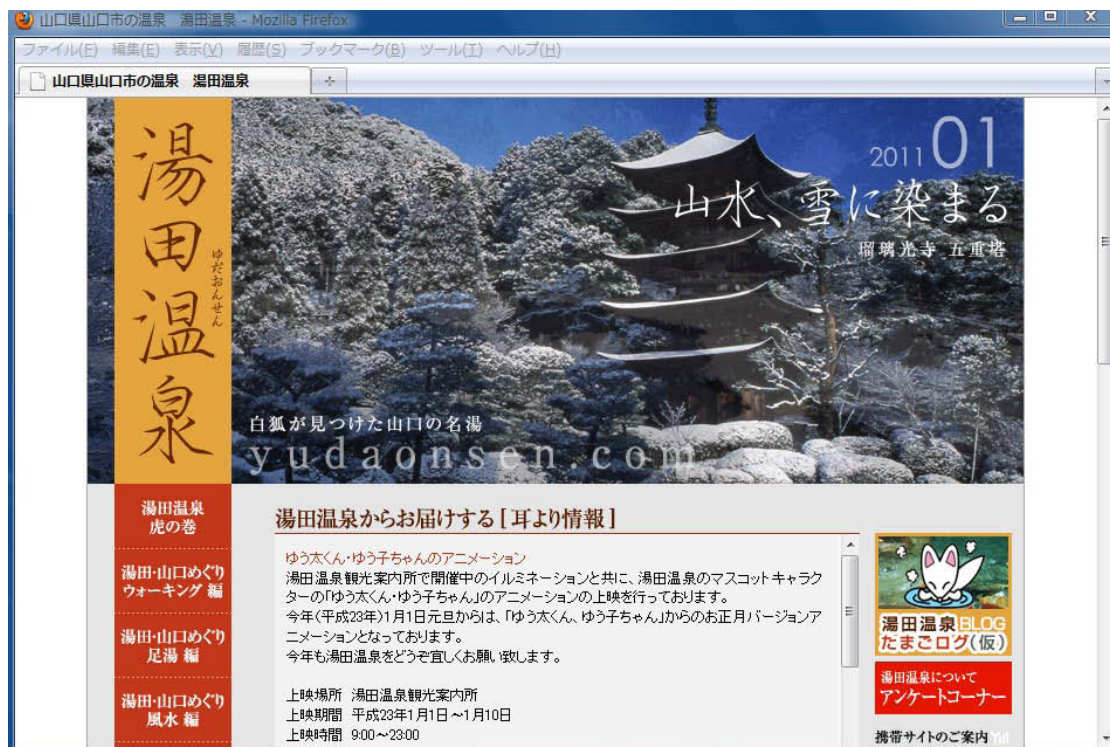 山口県山口市の温泉　湯田温泉 - Mozilla Firefox
ファイル(F) 編集(E) 表示(V) 履歴(S) ブックマーク(B) ツール(T) ヘルプ(H)
山口県山口市の温泉　湯田温泉
湯田温泉
ゆだおんせん
2011 01
山水、雪に染まる
瑠璃光寺 五重塔
白狐が見つけた山口の名湯
yudaonsen.com
湯田温泉
虎の巻
湯田・山口めぐり
ウォーキング 編
湯田・山口めぐり
足湯 編
湯田・山口めぐり
風水 編
湯田温泉からお届けする [ 耳より情報 ]
ゆう太くん・ゆう子ちゃんのアニメーション
湯田温泉観光案内所で開催中のイルミネーションと共に、湯田温泉のマスコットキャラク
ターの「ゆう太くん・ゆう子ちゃん」のアニメーションの上映を行っております。
今年(平成23年)1月1日元旦からは、「ゆう太くん、ゆう子ちゃん」からのお正月バージョンア
ニメーションとなっております。
今年も湯田温泉をどうぞ宜しくお願い致します。
上映場所　湯田温泉観光案内所
上映期間　平成23年1月1日～1月10日
上映時間　9:00～23:00
湯田温泉BLOG
たまごログ(仮)
湯田温泉について
アンケートコーナー
携帯サイトのご案内